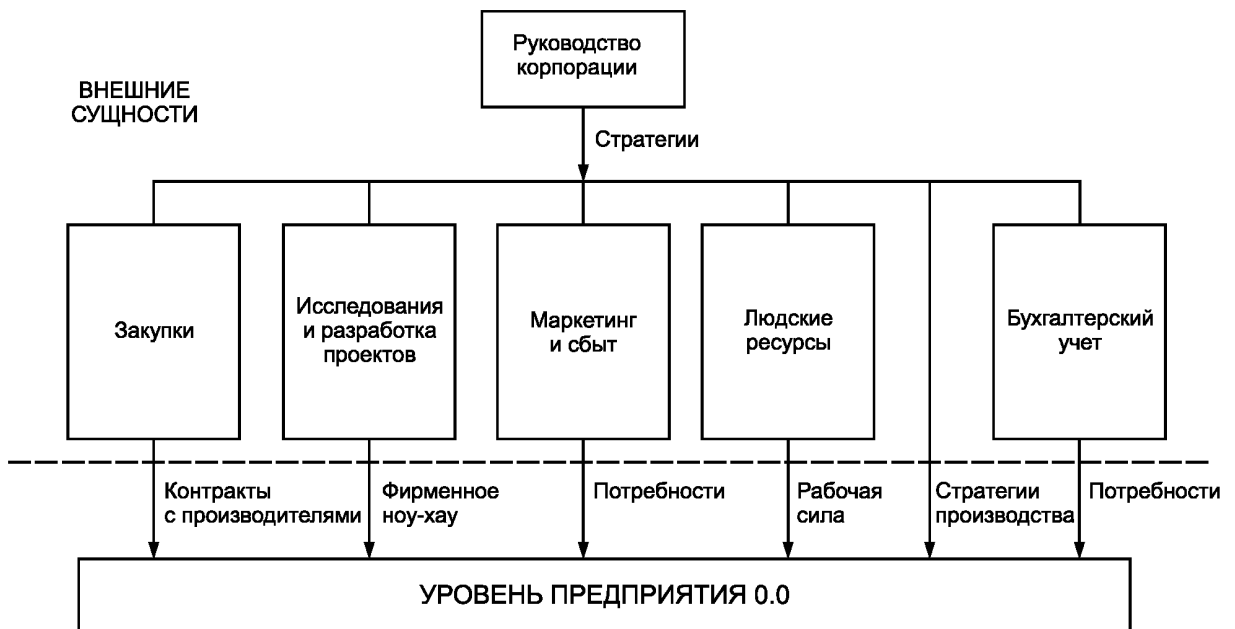 Руководство
корпорации
ВНЕШНИЕ
СУЩНОСТИ
Стратегии
Закупки
Исследования
и разработка
проектов
Маркетинг
и сбыт
Людские
ресурсы
Бухгалтерский
учет
Контракты
с производителями
Фирменное
ноу-хау
Потребности
Рабочая
сила
Стратегии
производства
Потребности
УРОВЕНЬ ПРЕДПРИЯТИЯ 0.0